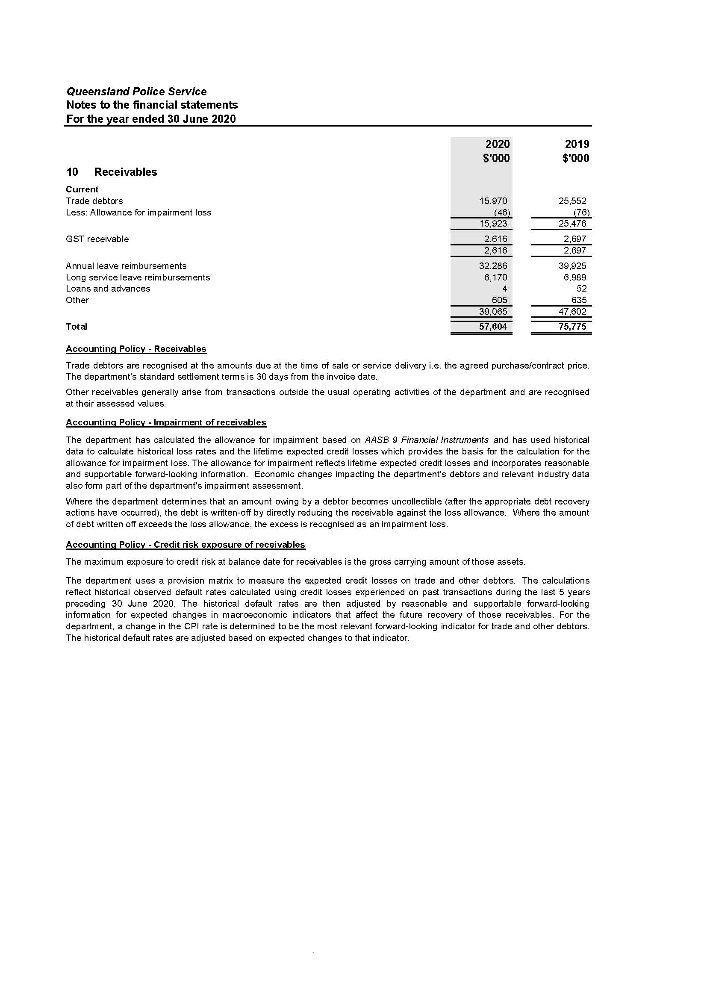 Queensland Police Service
Notes to the financial statements
For the year ended 30 June 2020
2020 2019
$'000 $'000
10 Receivables
Current
Trade debtors 15,970 25,552
Less: Allowance for impairment loss (46) (76)
15,923 25,476
GST receivable 2,616 2,697
2,616 2,697
Annual leave reimbursements 32,286 39,925
Long service leave reimbursements 6,170 6,989
Loans and advances 4 52
Other 605 635
39,065 47,602
Total 57,604 75,775
Accounting Policy - Receivables
Trade debtors are recognised at the amounts due at the time of sale or service delivery i.e. the agreed purchase/contract price.
The department's standard settlement terms is 30 days from the invoice date.
Other receivables generally arise from transactions outside the usual operating activities of the department and are recognised
at their assessed values.
Accounting Policy - Impairment of receivables
The department has calculated the allowance for impairment based on AASB 9 Financial Instruments and has used historical
data to calculate historical loss rates and the lifetime expected credit losses which provides the basis for the calculation for the
allowance for impairment loss. The allowance for impairment reflects lifetime expected credit losses and incorporates reasonable
and supportable forward-looking information. Economic changes impacting the department's debtors and relevant industry data
also form part of the department's impairment assessment.
Where the department determines that an amount owing by a debtor becomes uncollectible (after the appropriate debt recovery
actions have occurred), the debt is written-off by directly reducing the receivable against the loss allowance. Where the amount
of debt written off exceeds the loss allowance, the excess is recognised as an impairment loss.
Accounting Policy - Credit risk exposure of receivables
The maximum exposure to credit risk at balance date for receivables is the gross carrying amount of those assets.
The department uses a provision matrix to measure the expected credit losses on trade and other debtors. The calculations
reflect historical observed default rates calculated using credit losses experienced on past transactions during the last 5 years
preceding 30 June 2020. The historical default rates are then adjusted by reasonable and supportable forward-looking
information for expected changes in macroeconomic indicators that affect the future recovery of those receivables. For the
department, a change in the CPI rate is determined to be the most relevant forward-looking indicator for trade and other debtors.
The historical default rates are adjusted based on expected changes to that indicator.